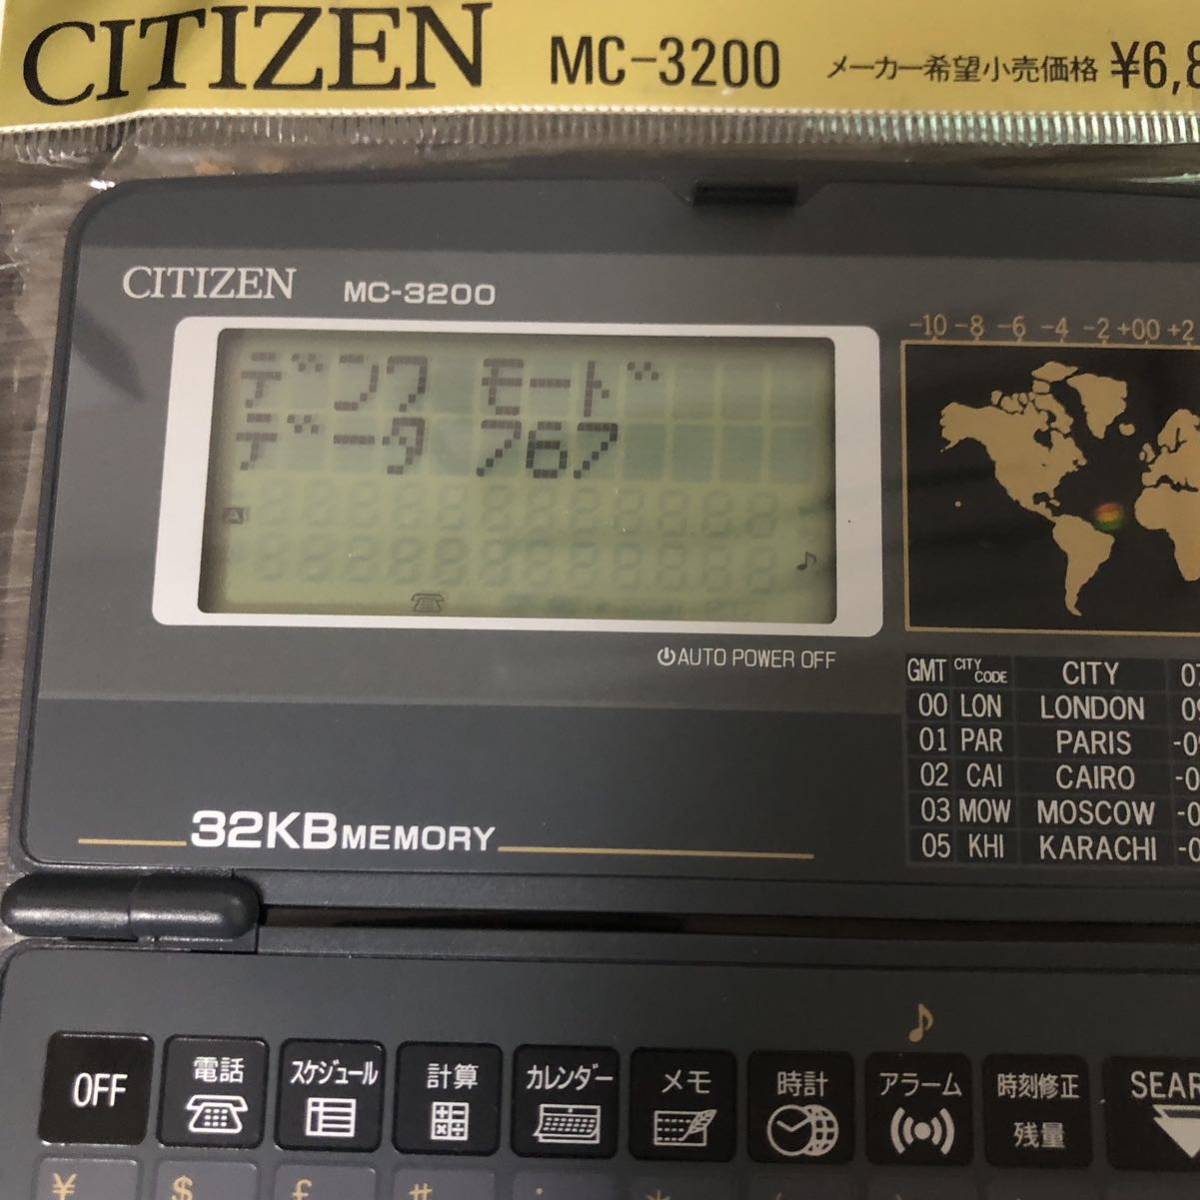 CITIZEN MC-3200 メーカー希望小売価格 ¥6,8
CITIZEN MC-3200
-10 -8 -6 -4 -2 +00 +2
デンワ モード
データ 767
AUTO POWER OFF
GMT CITY CODE CITY
00 LON LONDON
01 PAR PARIS
02 CAI CAIRO
03 MOW MOSCOW
05 KHI KARACHI
32KB MEMORY
OFF
電話
スケジュール
計算
カレンダー
メモ
時計
アラーム
時刻修正
残量
SEAR
¥ $ £ #